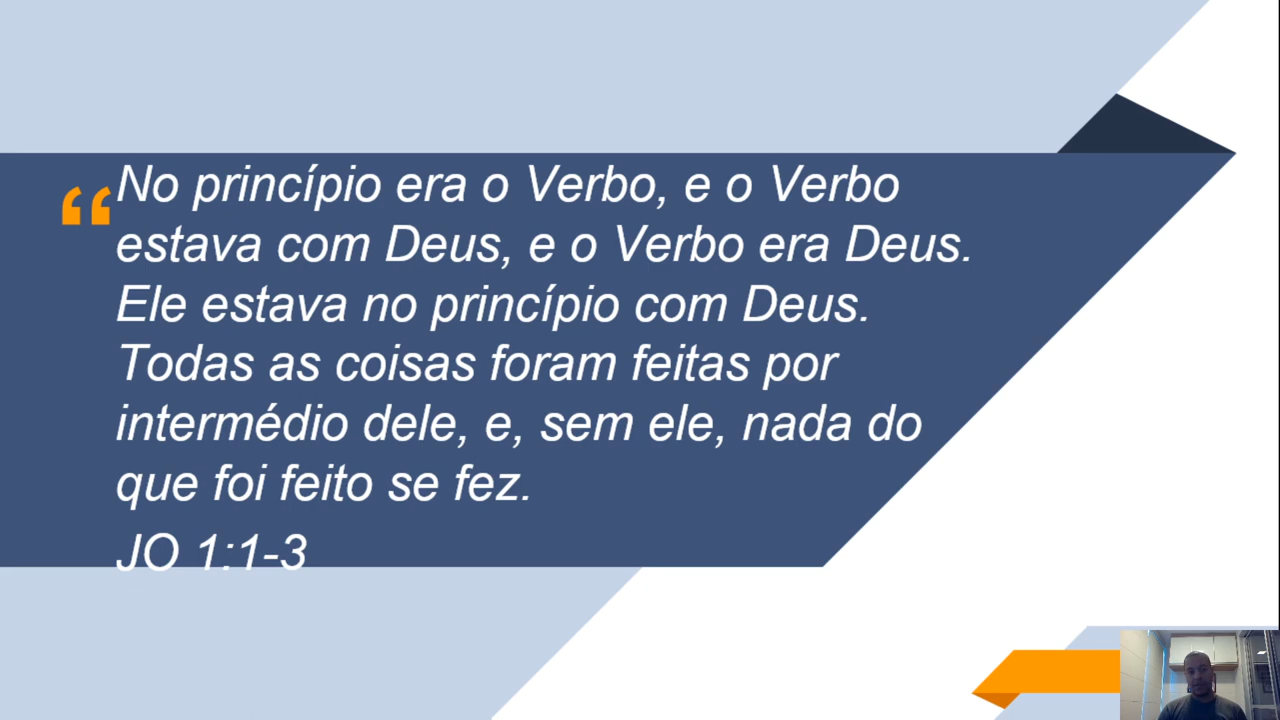 “No princípio era o Verbo, e o Verbo
estava com Deus, e o Verbo era Deus.
Ele estava no princípio com Deus.
Todas as coisas foram feitas por
intermédio dele, e, sem ele, nada do
que foi feito se fez.
JO 1:1-3